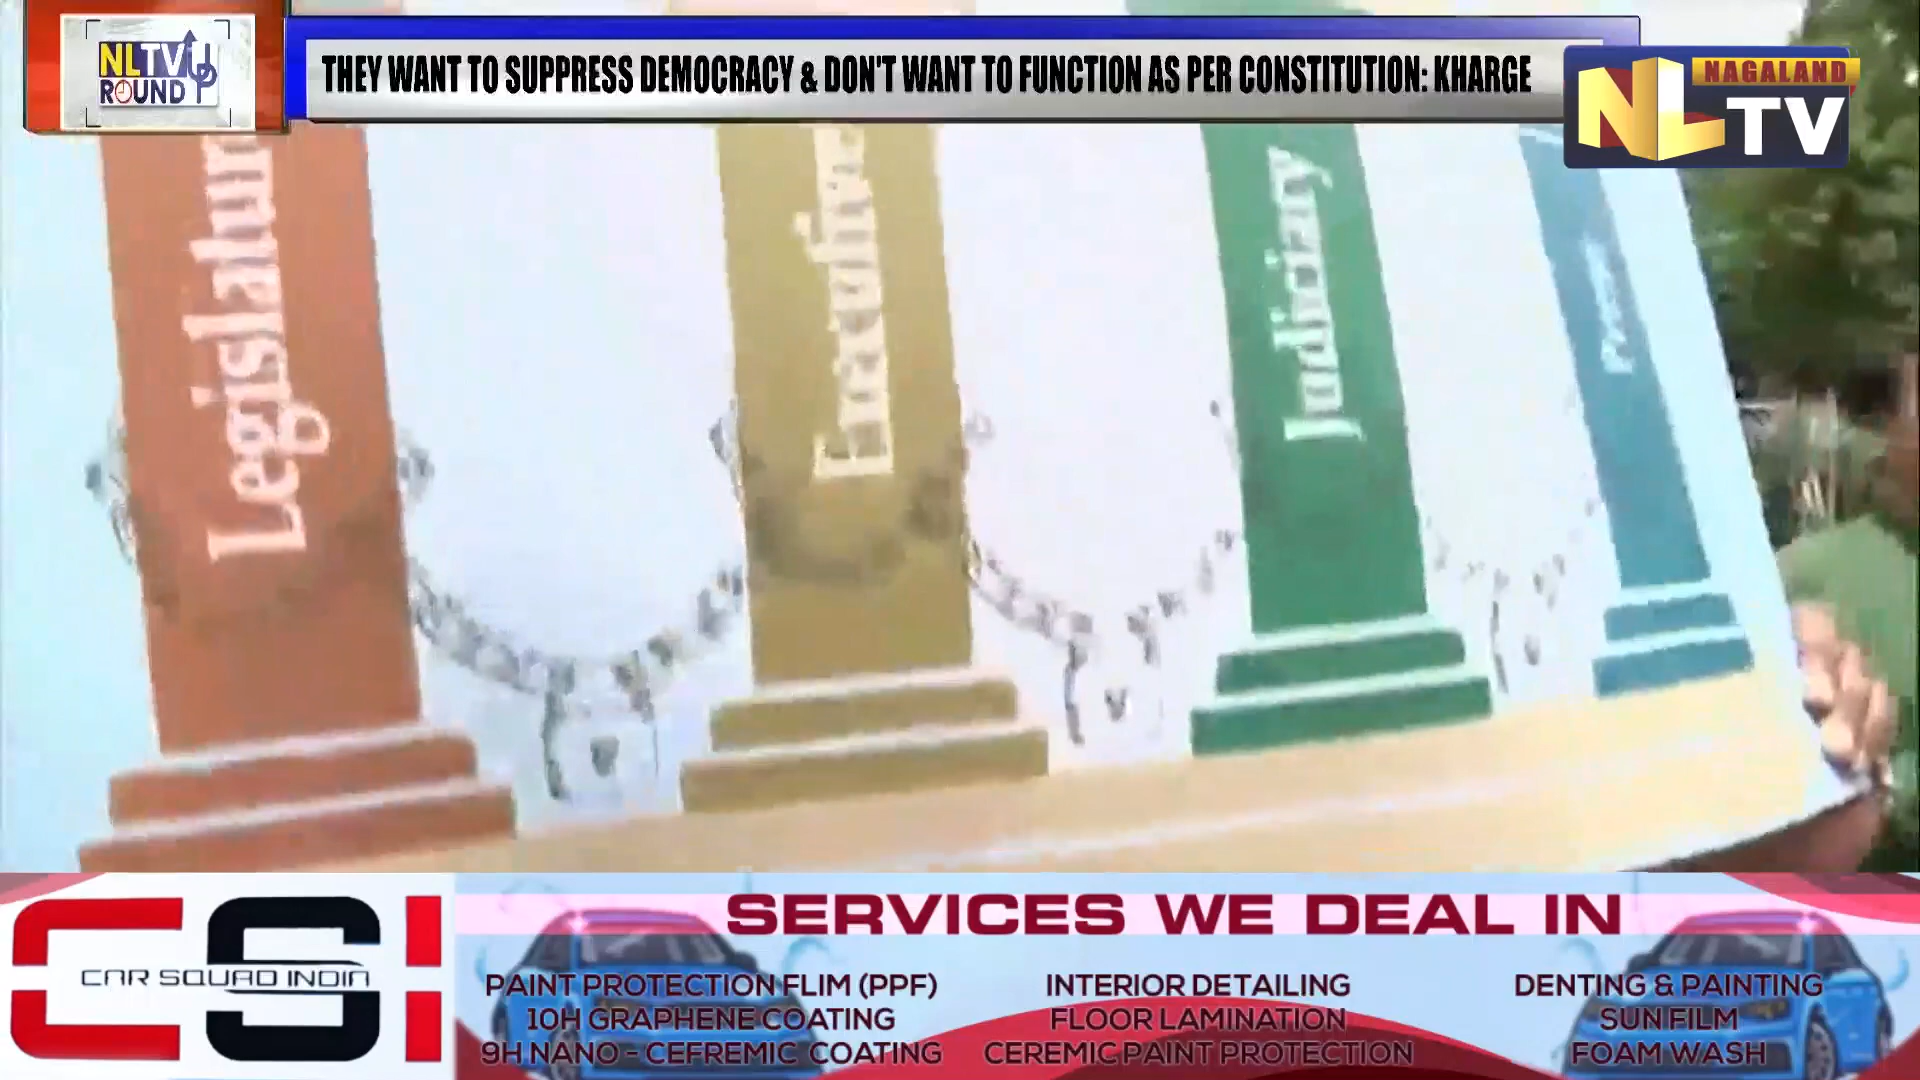 NLTV UP
ROUND
THEY WANT TO SUPPRESS DEMOCRACY & DON'T WANT TO FUNCTION AS PER CONSTITUTION: KHARGE
NAGALAND
NLTV
Legislature
Executive
Judiciary
Press
CSI
CAR SQUAD INDIA
SERVICES WE DEAL IN
PAINT PROTECTION FLIM (PPF)
10H GRAPHENE COATING
9H NANO - CEFREMIC COATING
INTERIOR DETAILING
FLOOR LAMINATION
CEREMIC PAINT PROTECTION
DENTING & PAINTING
SUN FILM
FOAM WASH